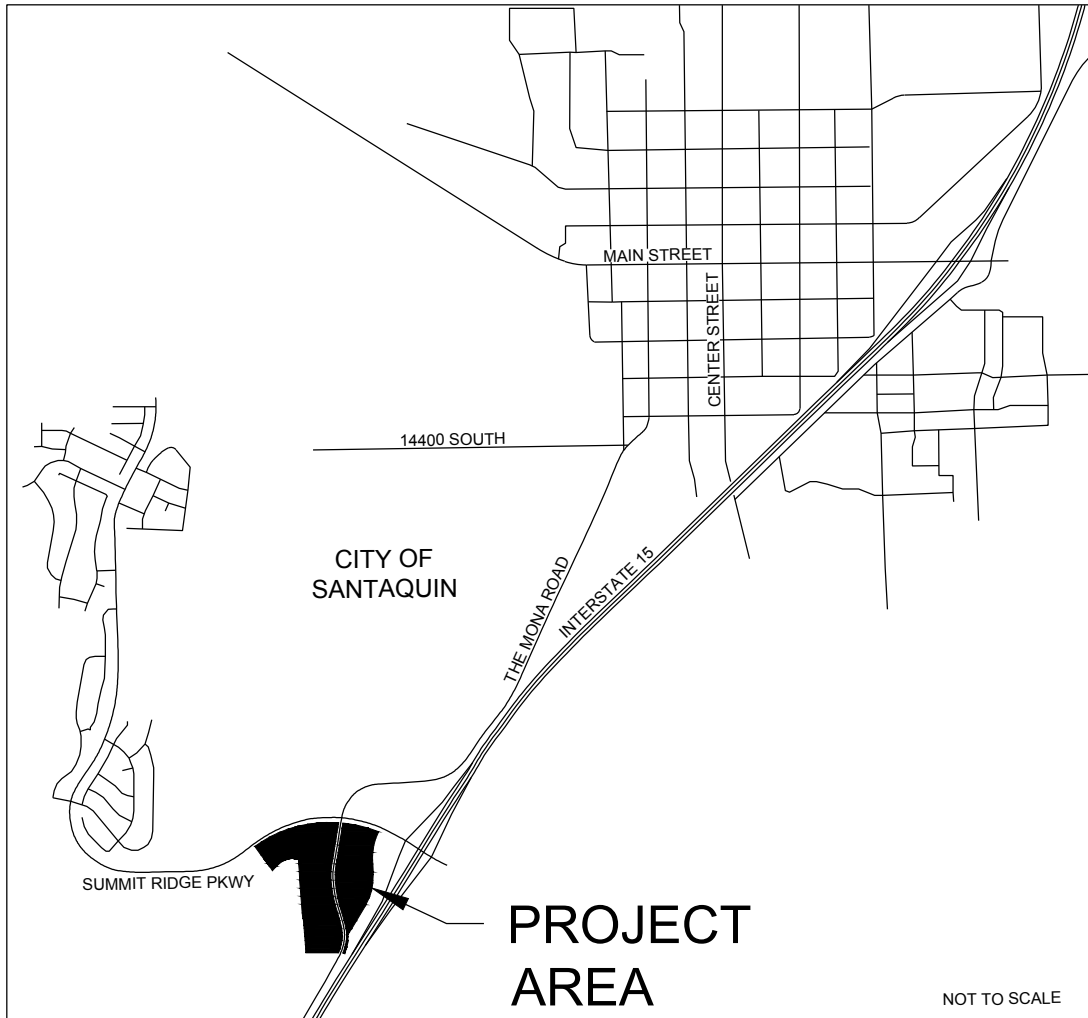 MAIN STREET
CENTER STREET
14400 SOUTH
CITY OF
SANTAQUIN
THE MONA ROAD
INTERSTATE 15
SUMMIT RIDGE PKWY
PROJECT
AREA
NOT TO SCALE